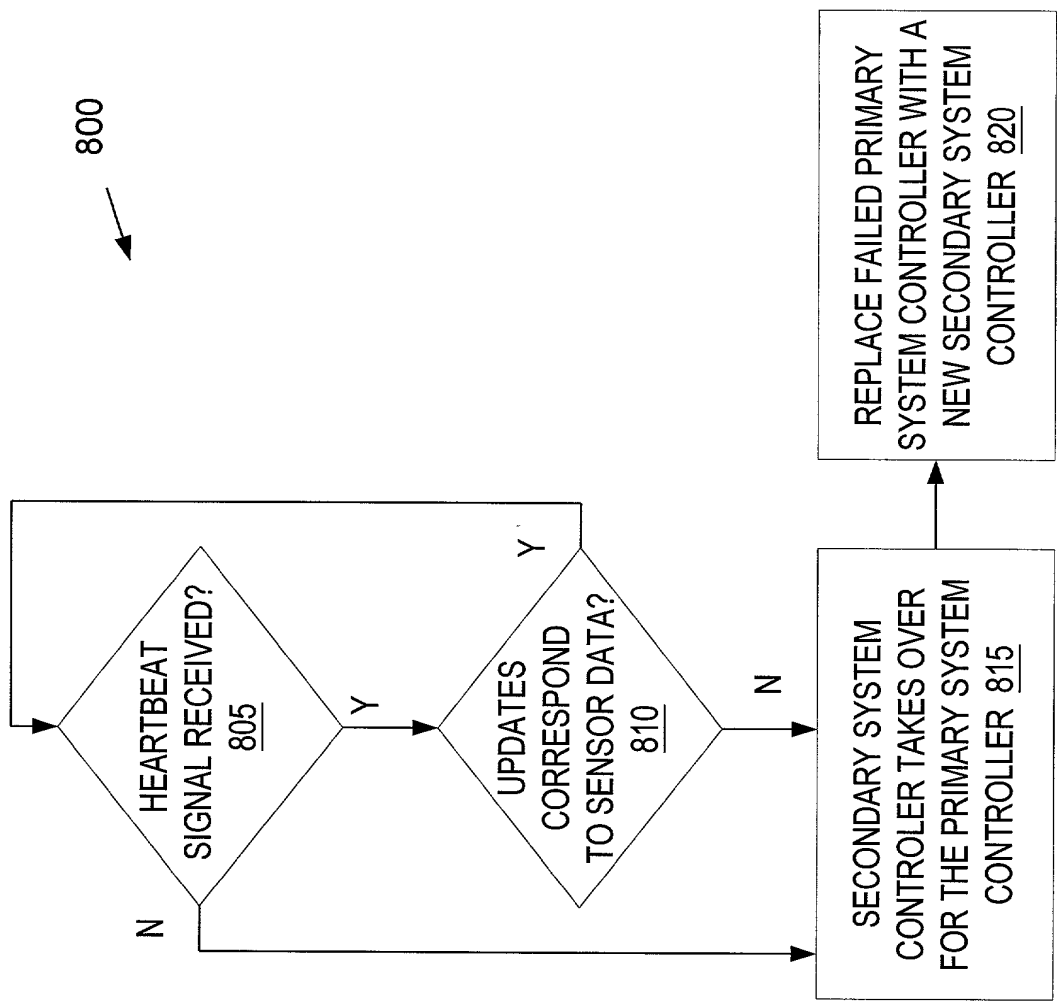 800
HEARTBEAT
SIGNAL RECEIVED?
805
N
Y
UPDATES
CORRESPOND
TO SENSOR DATA?
810
Y
N
SECONDARY SYSTEM
CONTROLER TAKES OVER
FOR THE PRIMARY SYSTEM
CONTROLLER 815
REPLACE FAILED PRIMARY
SYSTEM CONTROLLER WITH A
NEW SECONDARY SYSTEM
CONTROLLER 820